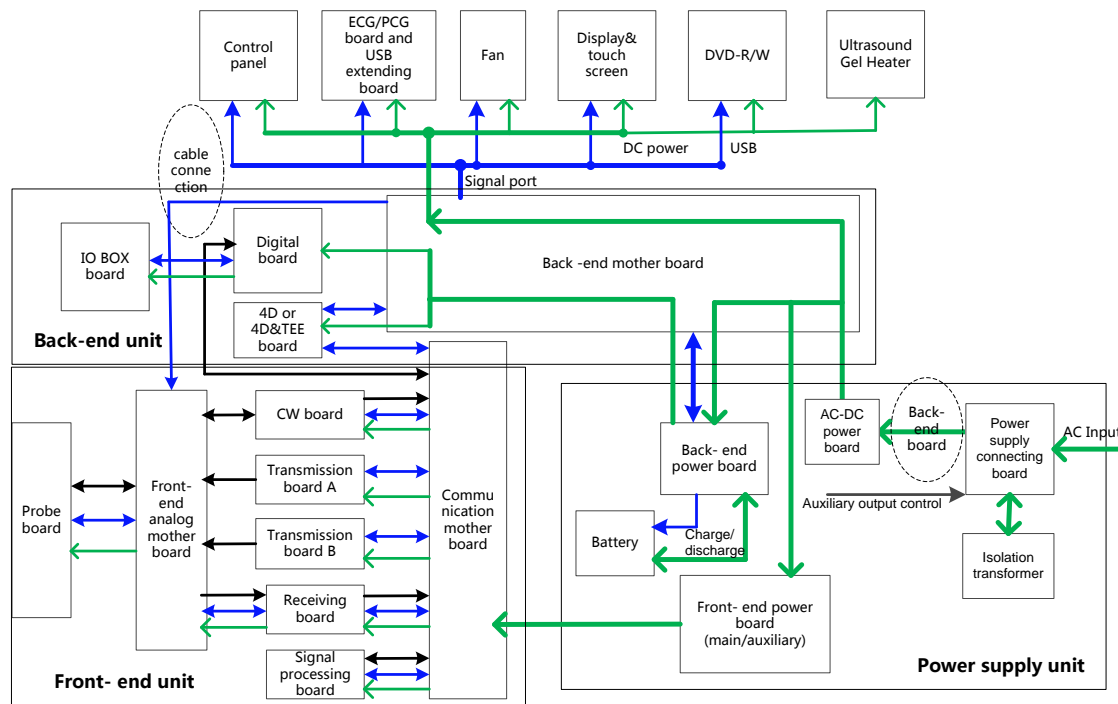 Control
panel
ECG/PCG
board and
USB
extending
board
Fan
Display&
touch
screen
DVD-R/W
Ultrasound
Gel Heater
DC power
USB
cable
connection
Signal port
IO BOX
board
Digital
board
Back -end mother board
4D or
4D&TEE
board
Back-end unit
Probe
board
Front-
end
analog
mother
board
CW board
Transmission
board A
Transmission
board B
Receiving
board
Signal
processing
board
Commu
nication
mother
board
Front- end unit
Back- end
power board
Battery
Charge/
discharge
Front- end power
board
(main/auxiliary)
AC-DC
power
board
Back-
end
board
Power
supply
connecting
board
AC Input
Auxiliary output control
Isolation
transformer
Power supply unit